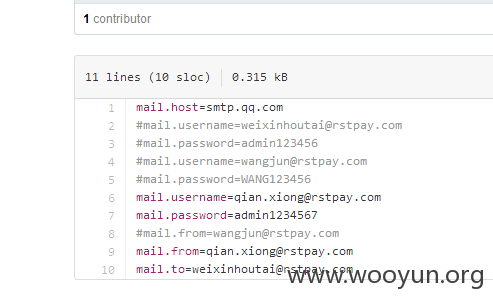 1 contributor
11 lines (10 sloc) 0.315 kB
1 mail.host=smtp.qq.com
2 #mail.username=weixinhoutai@rstpay.com
3 #mail.password=admin123456
4 #mail.username=wangjun@rstpay.com
5 #mail.password=WANG123456
6 mail.username=qian.xiong@rstpay.com
7 mail.password=admin1234567
8 #mail.from=wangjun@rstpay.com
9 mail.from=qian.xiong@rstpay.com
10 mail.to=weixinhoutai@rstpay.com
www.wooyun.org